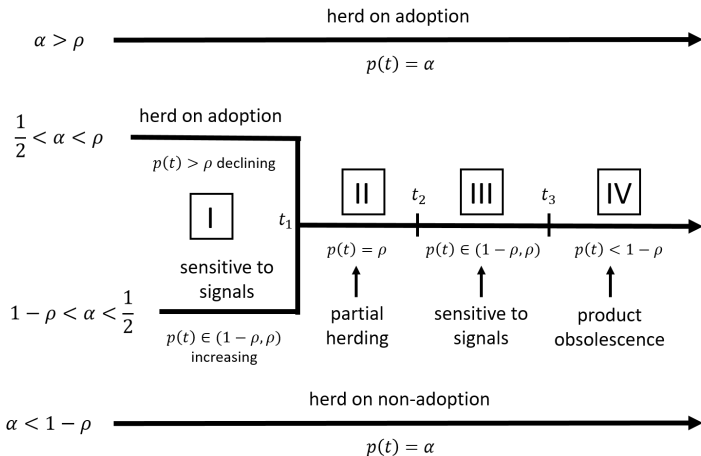 herd on adoption
α > ρ
p(t) = α
herd on adoption
1/2 < α < ρ
p(t) > ρ declining
I
t₁
II
t₂
III
t₃
IV
p(t) = ρ
p(t) ∈ (1 − ρ, ρ)
p(t) < 1 − ρ
sensitive to
signals
1 − ρ < α < 1/2
p(t) ∈ (1 − ρ, ρ)
increasing
partial
herding
sensitive to
signals
product
obsolescence
herd on non-adoption
α < 1 − ρ
p(t) = α